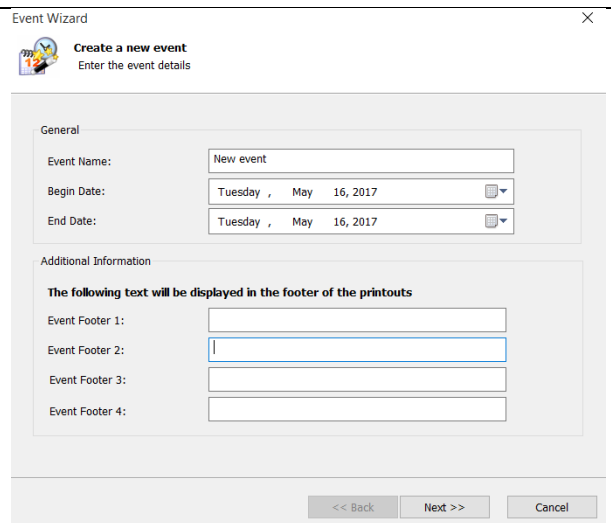 Event Wizard
Create a new event
Enter the event details
General
Event Name: New event
Begin Date: Tuesday , May 16, 2017
End Date: Tuesday , May 16, 2017
Additional Information
The following text will be displayed in the footer of the printouts
Event Footer 1:
Event Footer 2:
Event Footer 3:
Event Footer 4:
<< Back Next >> Cancel